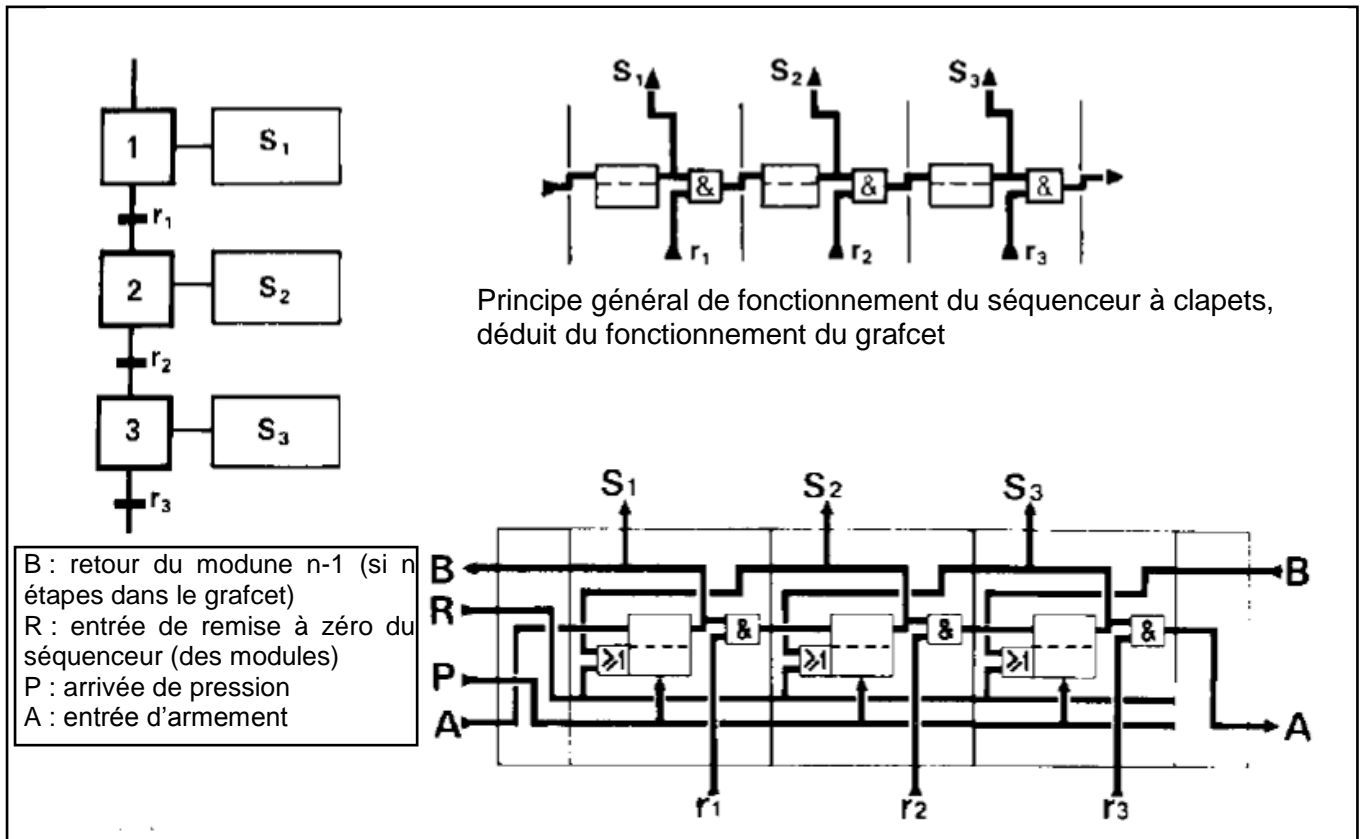 1
S1
r1
2
S2
r2
3
S3
r3
S1
S2
S3
&
&
&
r1
r2
r3
Principe général de fonctionnement du séquenceur à clapets,
déduit du fonctionnement du grafcet
B : retour du modune n-1 (si n
étapes dans le grafcet)
R : entrée de remise à zéro du
séquenceur (des modules)
P : arrivée de pression
A : entrée d'armement
S1
S2
S3
B
B
R
&
&
&
≥1
≥1
≥1
P
A
A
r1
r2
r3